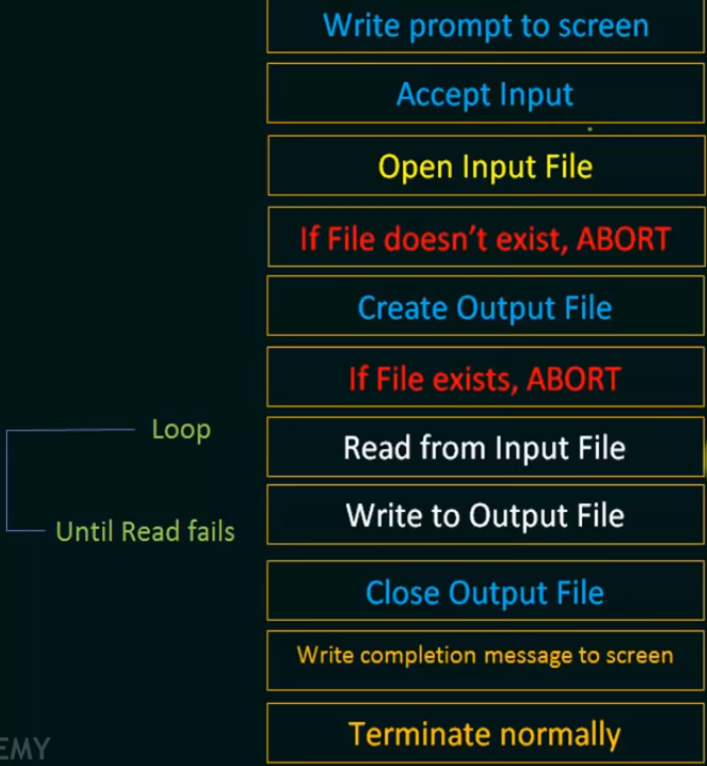 Write prompt to screen
Accept Input
Open Input File
If File doesn't exist, ABORT
Create Output File
If File exists, ABORT
Loop
Read from Input File
Write to Output File
Until Read fails
Close Output File
Write completion message to screen
Terminate normally
EMY